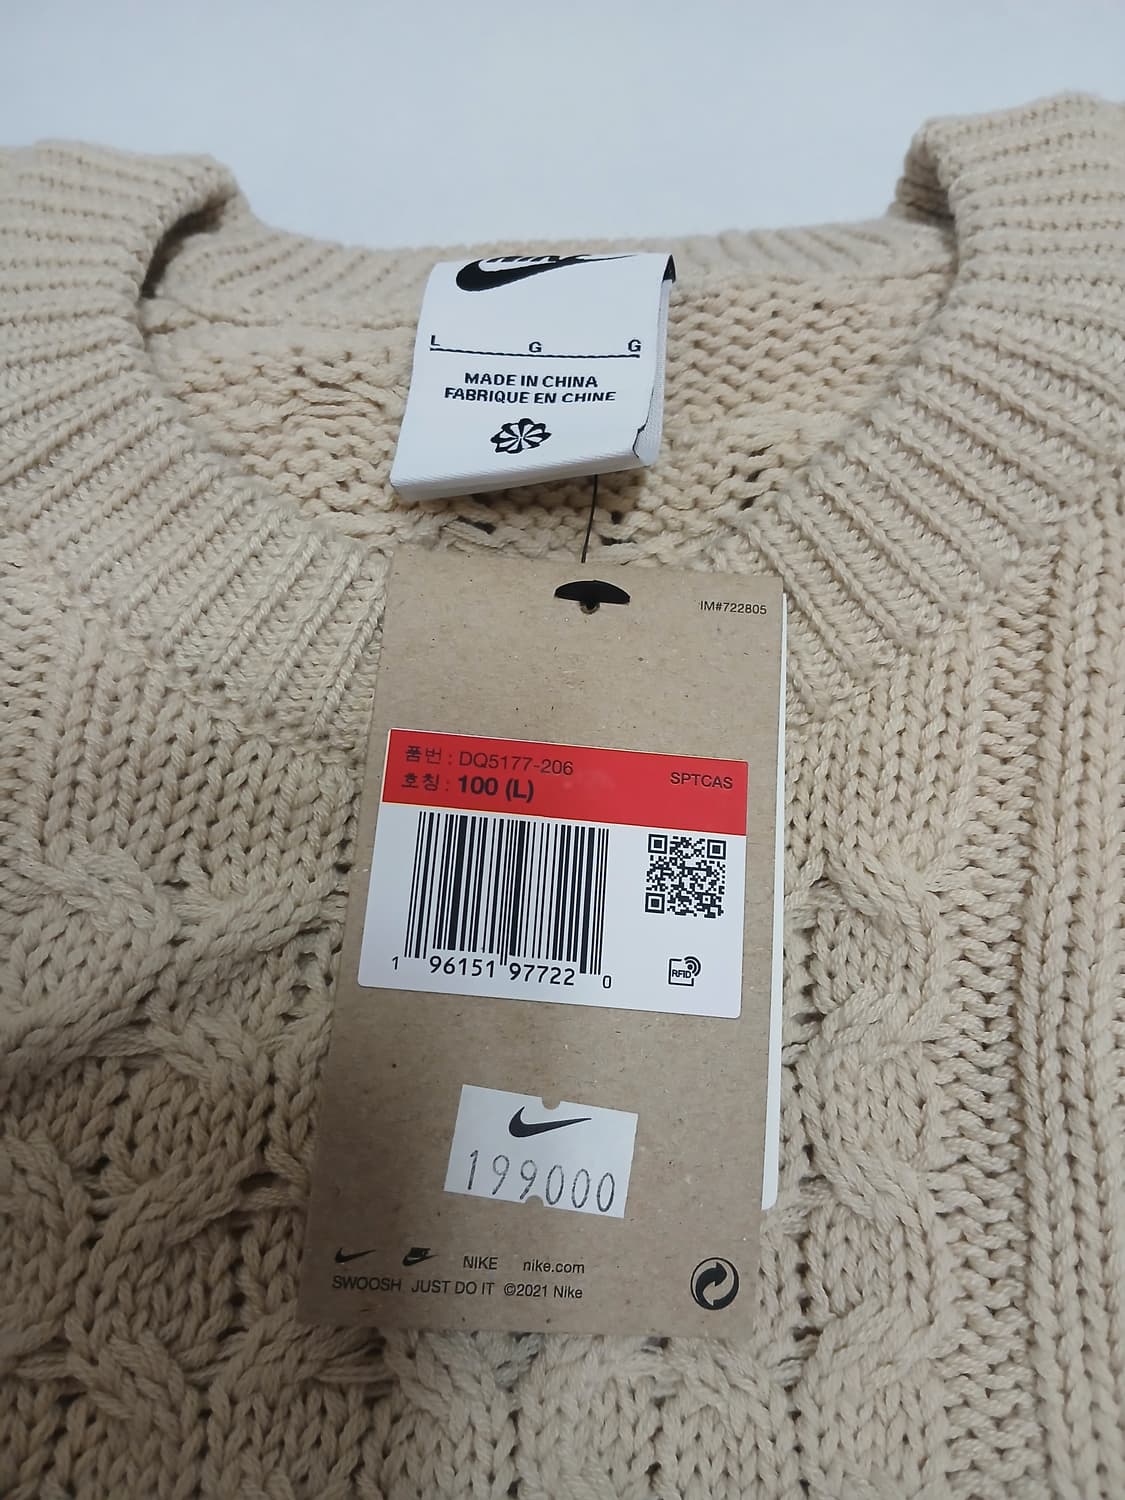 NIKE
L G G
MADE IN CHINA
FABRIQUE EN CHINE
IM#722805
품번 : DQ5177-206
호칭 : 100 (L)
SPTCAS
1 96151 97722 0
RFID
199000
NIKE nike.com
SWOOSH JUST DO IT ©2021 Nike